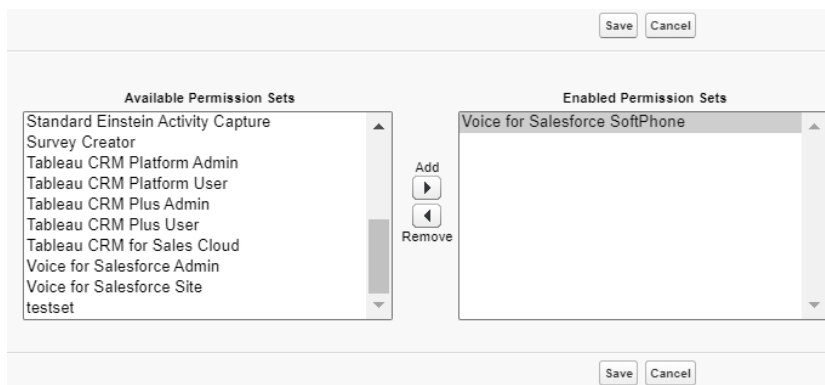 Save Cancel
Available Permission Sets
Enabled Permission Sets
Standard Einstein Activity Capture
Survey Creator
Tableau CRM Platform Admin
Tableau CRM Platform User
Tableau CRM Plus Admin
Tableau CRM Plus User
Tableau CRM for Sales Cloud
Voice for Salesforce Admin
Voice for Salesforce Site
testset
Add
Remove
Voice for Salesforce SoftPhone
Save Cancel